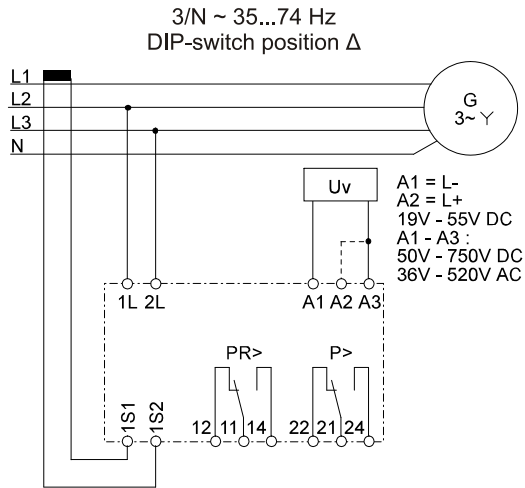 3/N ~ 35...74 Hz
DIP-switch position Δ
L1
L2
L3
N
G
3~ Y
Uv
A1 = L-
A2 = L+
19V - 55V DC
A1 - A3 :
50V - 750V DC
36V - 520V AC
1L 2L
A1 A2 A3
PR>
P>
1S1
1S2
12 11 14
22 21 24